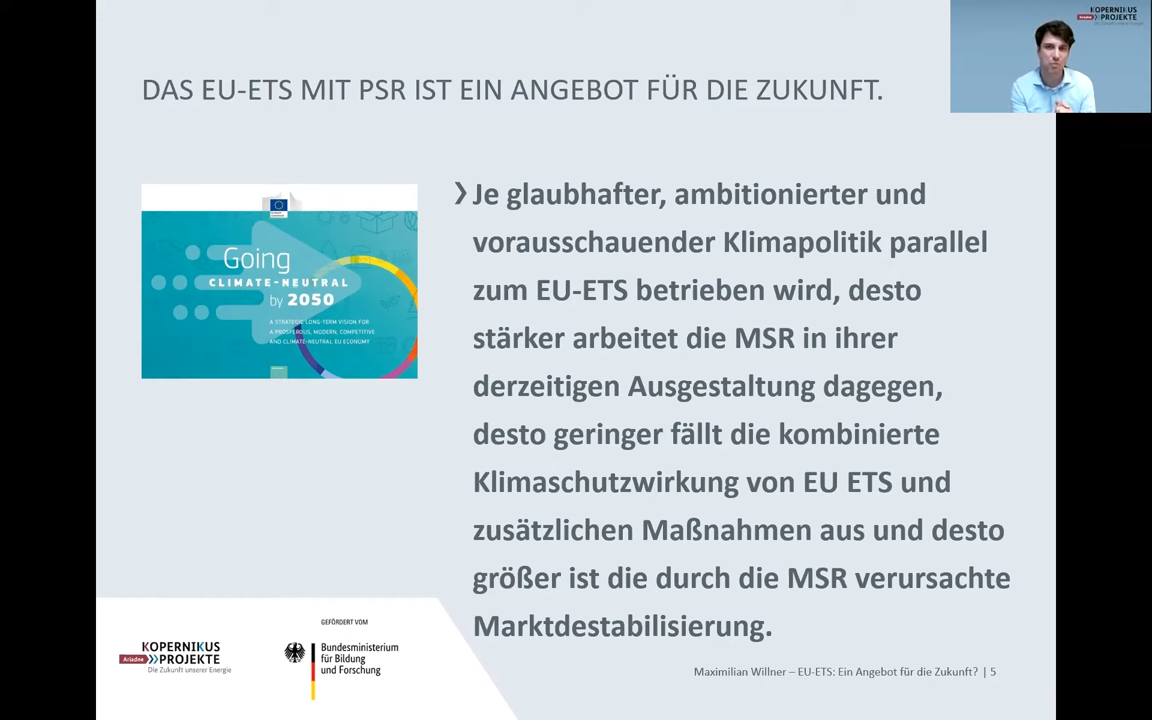 KOPERNIKUS
Ariadne PROJEKTE
DAS EU-ETS MIT PSR IST EIN ANGEBOT FÜR DIE ZUKUNFT.
Going
CLIMATE-NEUTRAL
by 2050
A STRATEGIC LONG-TERM VISION FOR
A PROSPEROUS, MODERN, COMPETITIVE
AND CLIMATE-NEUTRAL EU ECONOMY
❯ Je glaubhafter, ambitionierter und
vorausschauender Klimapolitik parallel
zum EU-ETS betrieben wird, desto
stärker arbeitet die MSR in ihrer
derzeitigen Ausgestaltung dagegen,
desto geringer fällt die kombinierte
Klimaschutzwirkung von EU ETS und
zusätzlichen Maßnahmen aus und desto
größer ist die durch die MSR verursachte
Marktdestabilisierung.
KOPERNIKUS
Ariadne PROJEKTE
Die Zukunft unserer Energie
GEFÖRDERT VOM
Bundesministerium
für Bildung
und Forschung
Maximilian Willner – EU-ETS: Ein Angebot für die Zukunft? | 5